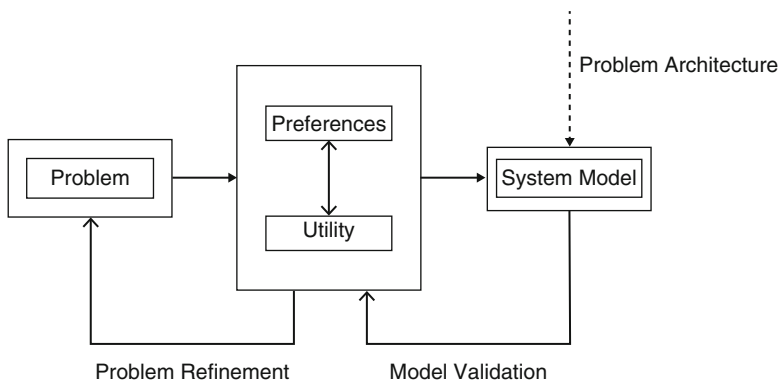 Problem Architecture
Preferences
Problem
System Model
Utility
Problem Refinement
Model Validation